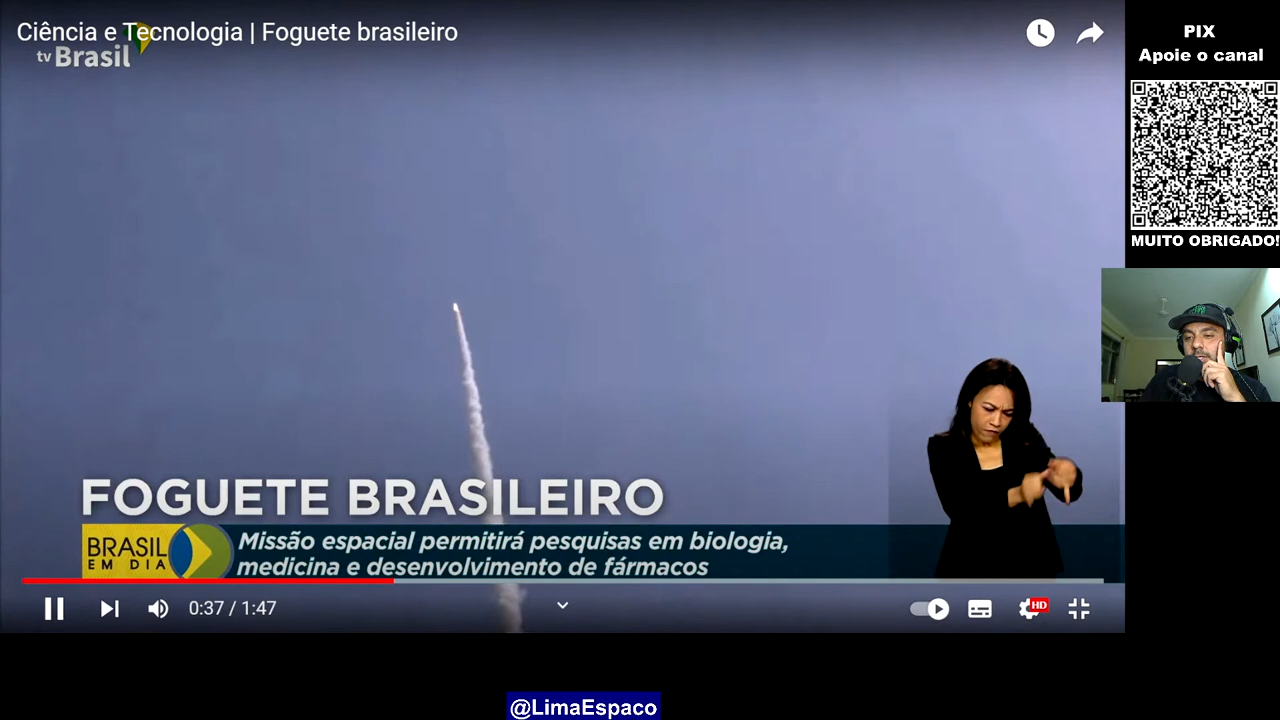 Ciência e Tecnologia | Foguete brasileiro
tv Brasil
PIX
Apoie o canal
MUITO OBRIGADO!
FOGUETE BRASILEIRO
BRASIL
EM DIA
Missão espacial permitirá pesquisas em biologia,
medicina e desenvolvimento de fármacos
0:37 / 1:47
HD
@LimaEspaco